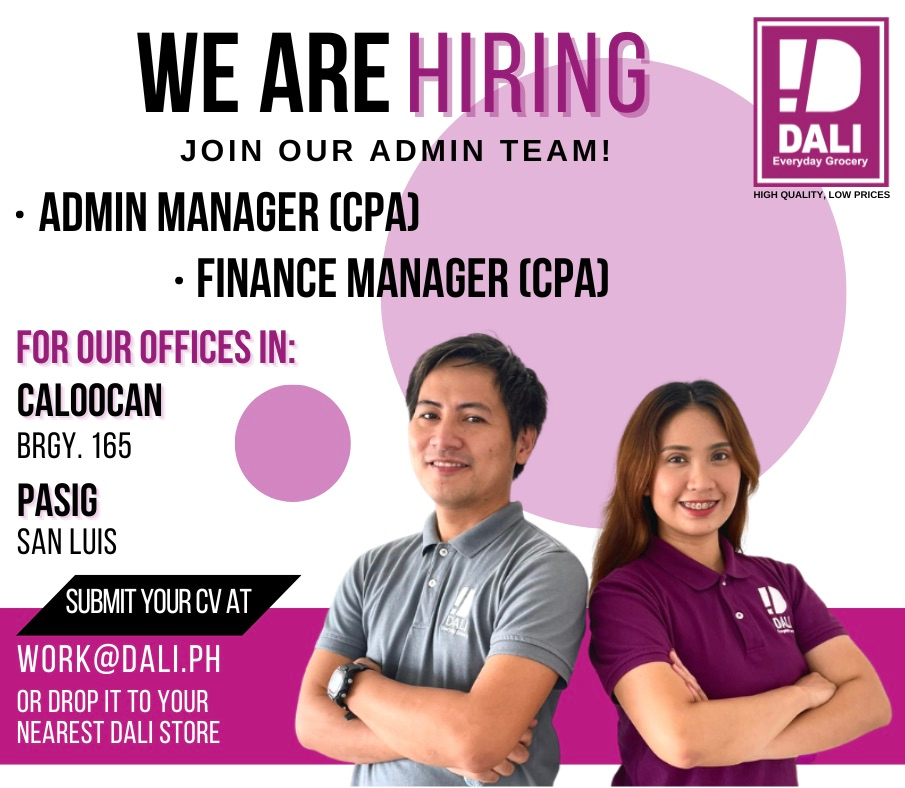 WE ARE HIRING
JOIN OUR ADMIN TEAM!
• ADMIN MANAGER (CPA)
• FINANCE MANAGER (CPA)
FOR OUR OFFICES IN:
CALOOCAN
BRGY. 165
PASIG
SAN LUIS
SUBMIT YOUR CV AT
WORK@DALI.PH
OR DROP IT TO YOUR
NEAREST DALI STORE
DALI
Everyday Grocery
HIGH QUALITY, LOW PRICES
DALI
DALI